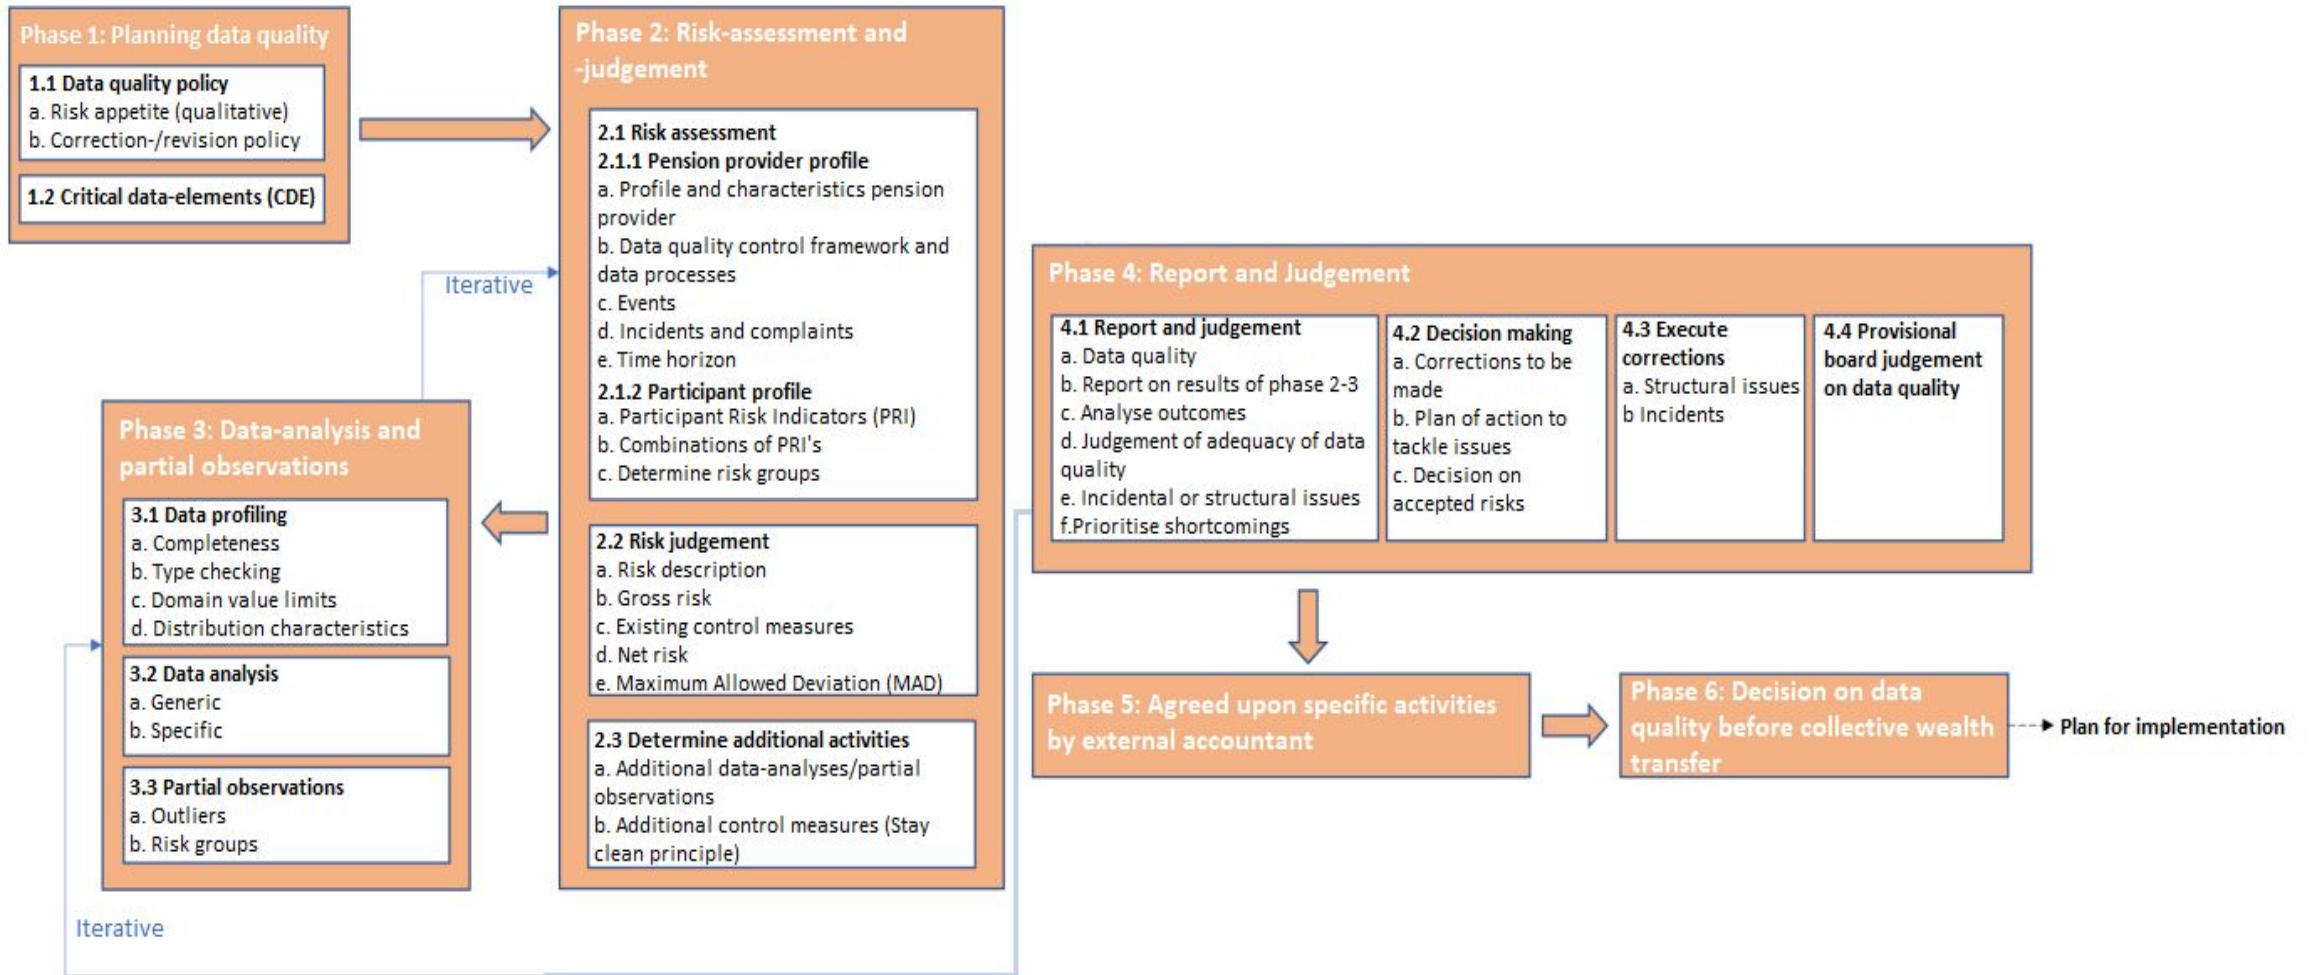 Phase 1: Planning data quality
1.1 Data quality policy
a. Risk appetite (qualitative)
b. Correction-/revision policy
1.2 Critical data-elements (CDE)
Phase 2: Risk-assessment and
-judgement
2.1 Risk assessment
2.1.1 Pension provider profile
a. Profile and characteristics pension
provider
b. Data quality control framework and
data processes
c. Events
d. Incidents and complaints
e. Time horizon
2.1.2 Participant profile
a. Participant Risk Indicators (PRI)
b. Combinations of PRI's
c. Determine risk groups
2.2 Risk judgement
a. Risk description
b. Gross risk
c. Existing control measures
d. Net risk
e. Maximum Allowed Deviation (MAD)
2.3 Determine additional activities
a. Additional data-analyses/partial
observations
b. Additional control measures (Stay
clean principle)
Iterative
Phase 3: Data-analysis and
partial observations
3.1 Data profiling
a. Completeness
b. Type checking
c. Domain value limits
d. Distribution characteristics
3.2 Data analysis
a. Generic
b. Specific
3.3 Partial observations
a. Outliers
b. Risk groups
Iterative
Phase 4: Report and Judgement
4.1 Report and judgement
a. Data quality
b. Report on results of phase 2-3
c. Analyse outcomes
d. Judgement of adequacy of data
quality
e. Incidental or structural issues
f.Prioritise shortcomings
4.2 Decision making
a. Corrections to be
made
b. Plan of action to
tackle issues
c. Decision on
accepted risks
4.3 Execute
corrections
a. Structural issues
b Incidents
4.4 Provisional
board judgement
on data quality
Phase 5: Agreed upon specific activities
by external accountant
Phase 6: Decision on data
quality before collective wealth
transfer
Plan for implementation